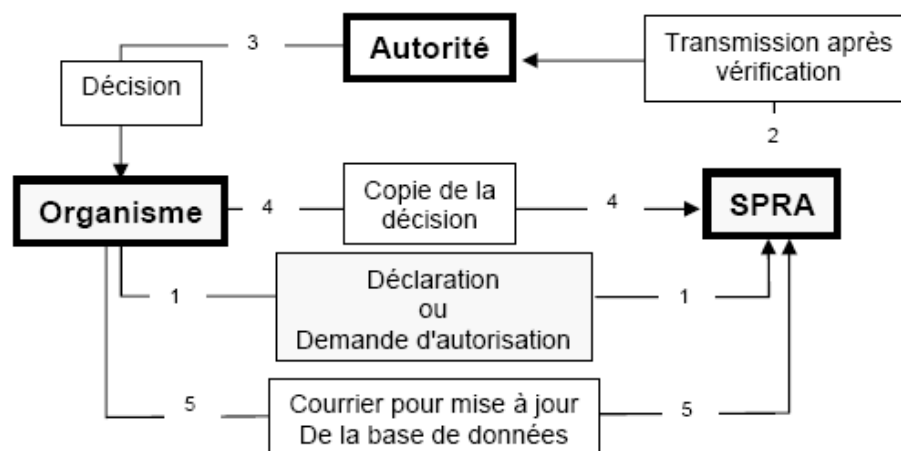 3
Autorité
Transmission après
vérification
Décision
2
Organisme
4
Copie de la
décision
4
SPRA
1
Déclaration
ou
Demande d'autorisation
1
5
Courrier pour mise à jour
De la base de données
5